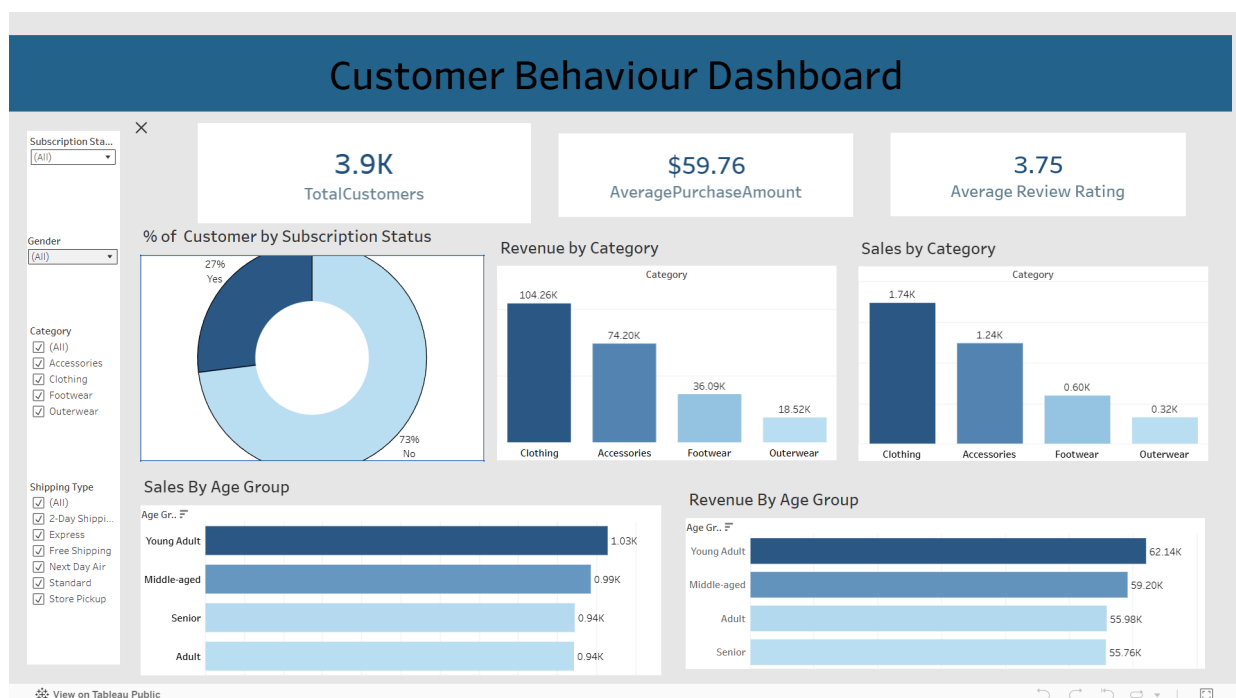 Customer Behaviour Dashboard
Subscription Sta...
(All)
3.9K
TotalCustomers
$59.76
AveragePurchaseAmount
3.75
Average Review Rating
Gender
(All)
Category
(All)
Accessories
Clothing
Footwear
Outerwear
Shipping Type
(All)
2-Day Shippi...
Express
Free Shipping
Next Day Air
Standard
Store Pickup
% of Customer by Subscription Status
27%
Yes
73%
No
Revenue by Category
Category
104.26K
74.20K
36.09K
18.52K
Clothing Accessories Footwear Outerwear
Sales by Category
Category
1.74K
1.24K
0.60K
0.32K
Clothing Accessories Footwear Outerwear
Sales By Age Group
Age Gr..
Young Adult 1.03K
Middle-aged 0.99K
Senior 0.94K
Adult 0.94K
Revenue By Age Group
Age Gr..
Young Adult 62.14K
Middle-aged 59.20K
Adult 55.98K
Senior 55.76K
View on Tableau Public